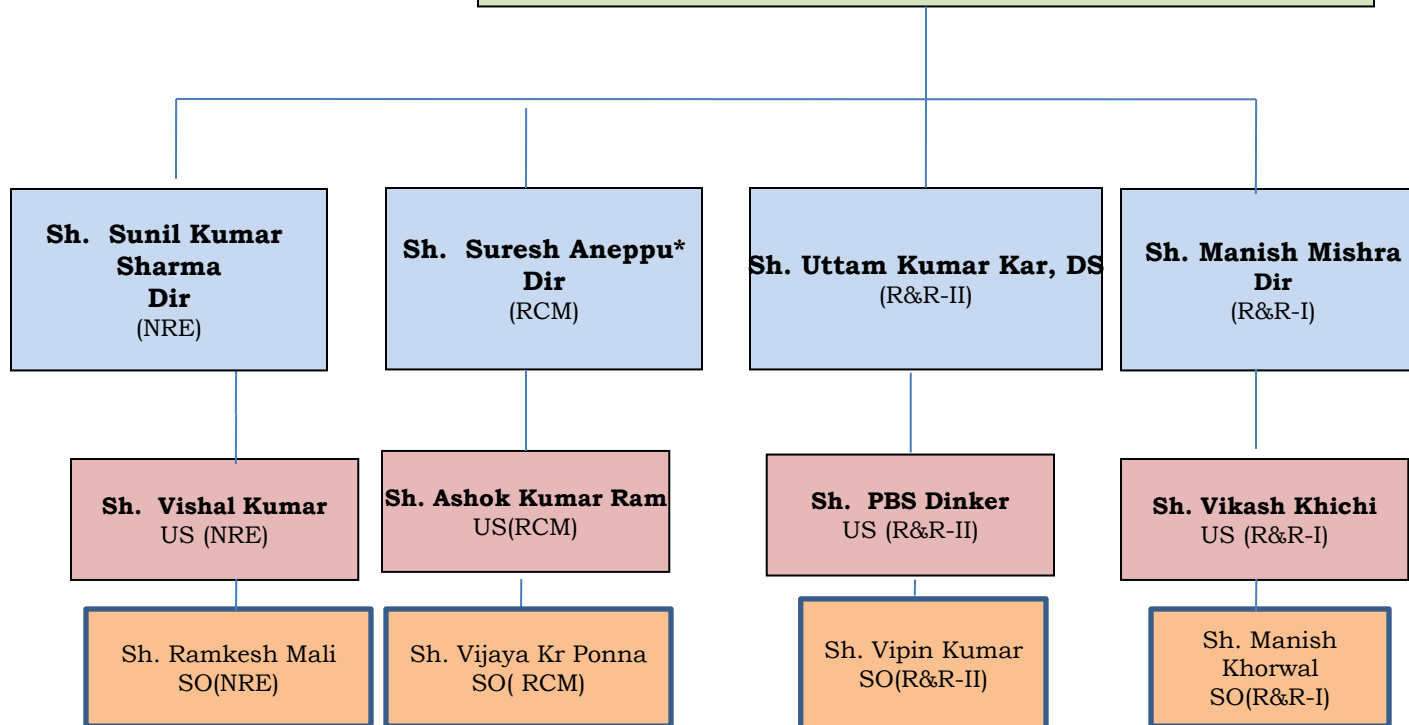 Sh. Sunil Kumar
Sharma
Dir
(NRE)
Sh. Suresh Aneppu*
Dir
(RCM)
Sh. Uttam Kumar Kar, DS
(R&R-II)
Sh. Manish Mishra
Dir
(R&R-I)
Sh. Vishal Kumar
US (NRE)
Sh. Ashok Kumar Ram
US(RCM)
Sh. PBS Dinker
US (R&R-II)
Sh. Vikash Khichi
US (R&R-I)
Sh. Ramkesh Mali
SO(NRE)
Sh. Vijaya Kr Ponna
SO( RCM)
Sh. Vipin Kumar
SO(R&R-II)
Sh. Manish
Khorwal
SO(R&R-I)